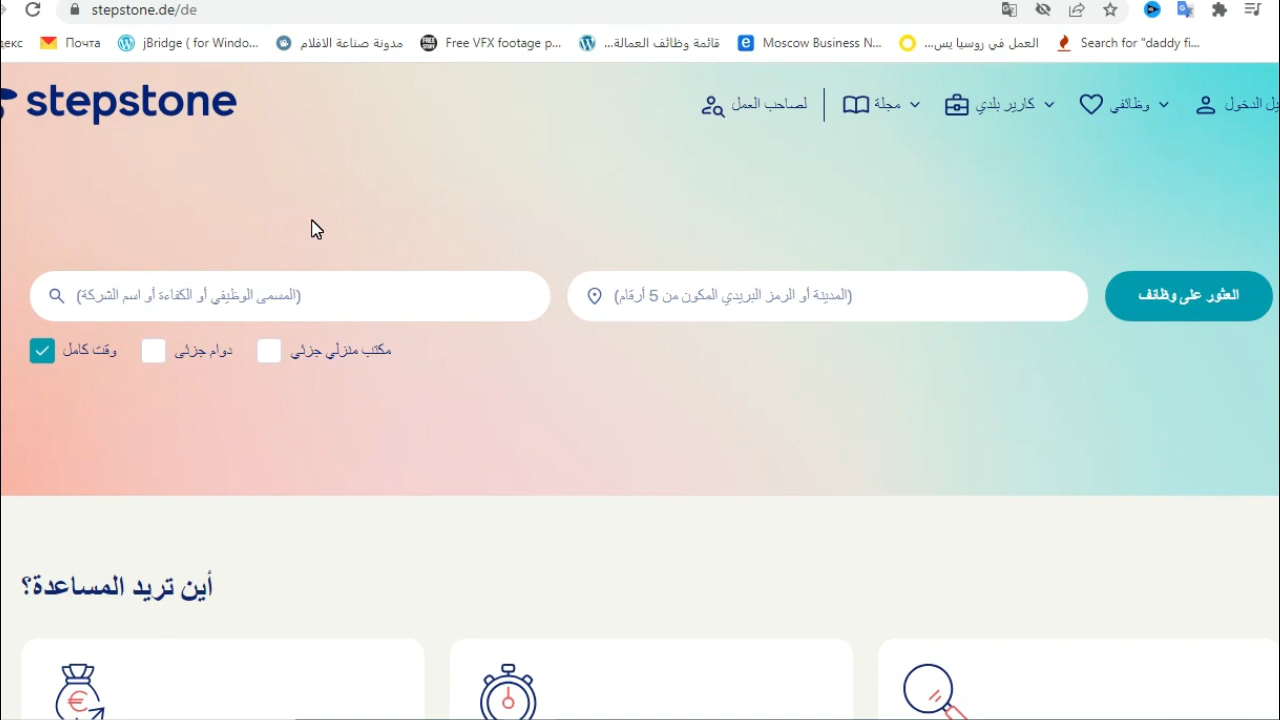 stepstone.de/de
Почта
jBridge ( for Windo...
مدونة صناعة الافلام
Free VFX footage p...
قائمة وظائف العمالة...
Moscow Business N...
العمل في روسيا يس...
Search for "daddy fi...
stepstone
لصاحب العمل
مجلة
كارير بلدي
وظائفي
الدخول
(المسمى الوظيفي أو الكفاءة أو اسم الشركة)
(المدينة أو الرمز البريدي المكون من 5 أرقام)
العثور على وظائف
وقت كامل
دوام جزئى
مكتب منزلي جزئي
أين تريد المساعدة؟